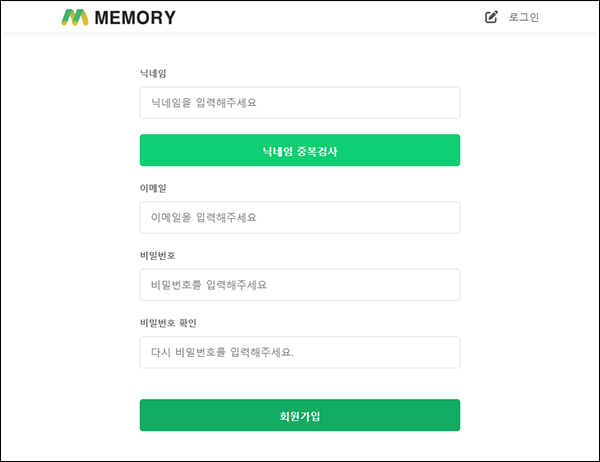 MEMORY
로그인
닉네임
닉네임을 입력해주세요
닉네임 중복검사
이메일
이메일을 입력해주세요
비밀번호
비밀번호를 입력해주세요
비밀번호 확인
다시 비밀번호를 입력해주세요.
회원가입